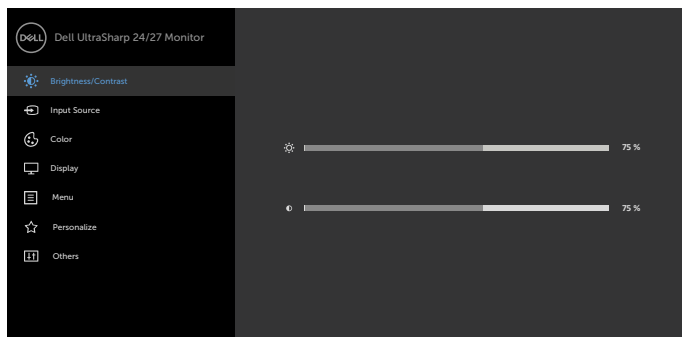 DELL
Dell UltraSharp 24/27 Monitor
Brightness/Contrast
Input Source
Color
Display
Menu
Personalize
Others
75 %
75 %